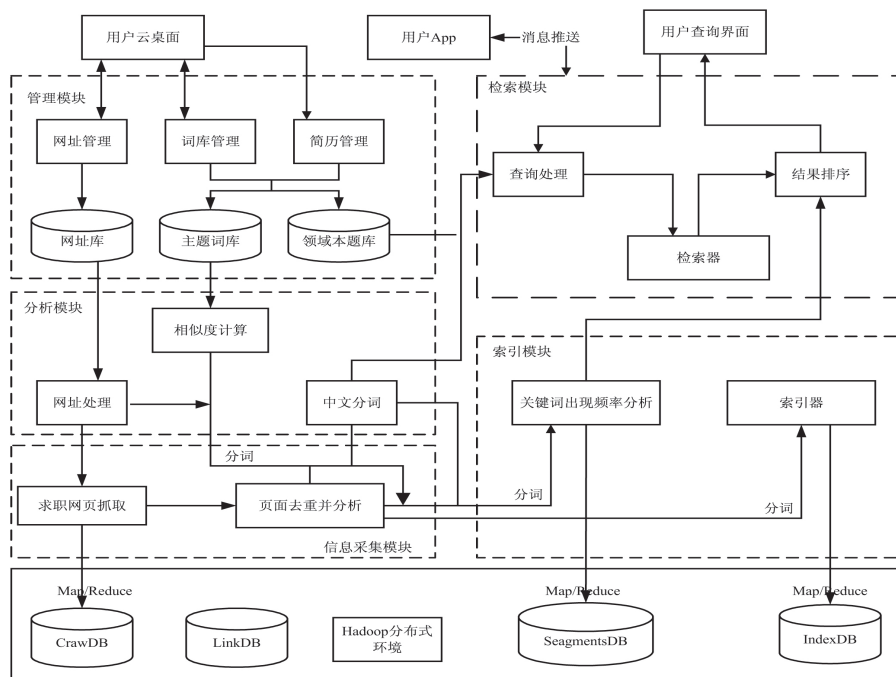 用户云桌面
用户App
消息推送
用户查询界面
管理模块
检索模块
网址管理
词库管理
简历管理
查询处理
结果排序
网址库
主题词库
领域本题库
检索器
分析模块
相似度计算
索引模块
网址处理
中文分词
关键词出现频率分析
索引器
分词
求职网页抓取
页面去重并分析
分词
分词
信息采集模块
Map/Reduce
Map/Reduce
Map/Reduce
CrawDB
LinkDB
Hadoop分布式
环境
SeagmentsDB
IndexDB